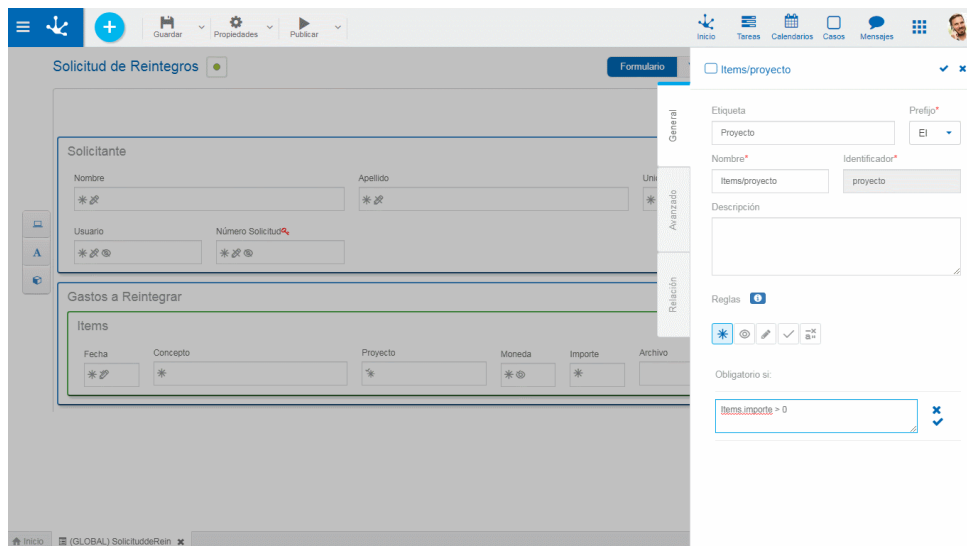 Guardar
Propiedades
Publicar
Inicio
Tareas
Calendarios
Casos
Mensajes
Solicitud de Reintegros
Formulario
Items/proyecto
General
Avanzado
Relación
Etiqueta
Prefijo*
Proyecto
El
Nombre*
Identificador*
Items/proyecto
proyecto
Descripción
Reglas
Obligatorio si:
Items.importe > 0
Solicitante
Nombre
Apellido
Usuario
Número Solicitud
Gastos a Reintegrar
Items
Fecha
Concepto
Proyecto
Moneda
Importe
Archivo
Inicio
(GLOBAL) SolicituddeRein